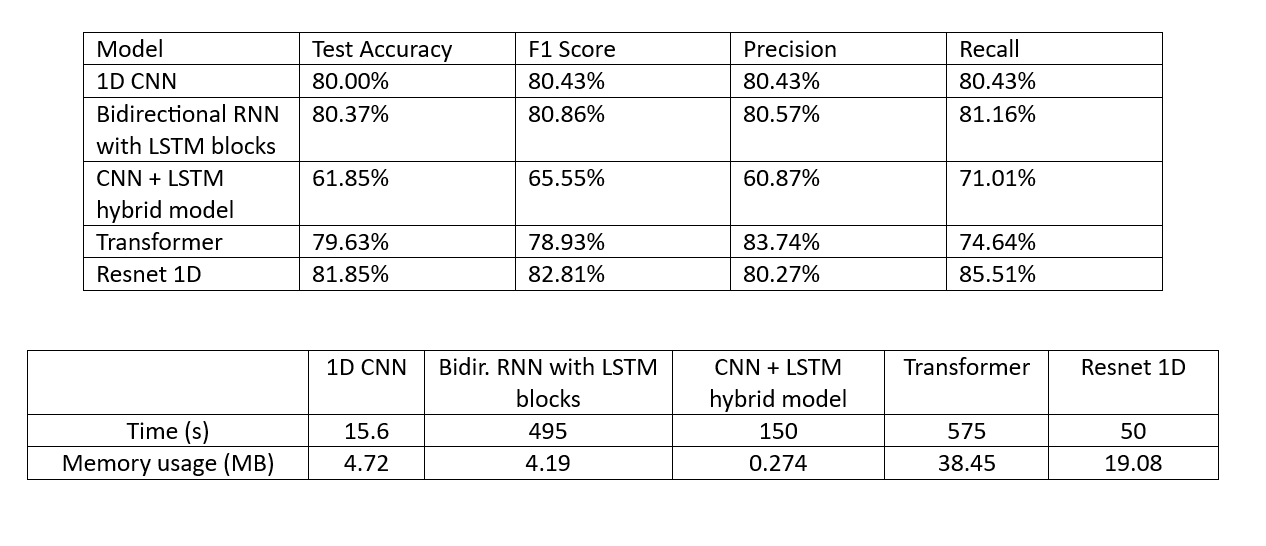 Model Test Accuracy F1 Score Precision Recall
1D CNN 80.00% 80.43% 80.43% 80.43%
Bidirectional RNN 80.37% 80.86% 80.57% 81.16%
with LSTM blocks
CNN + LSTM 61.85% 65.55% 60.87% 71.01%
hybrid model
Transformer 79.63% 78.93% 83.74% 74.64%
Resnet 1D 81.85% 82.81% 80.27% 85.51%
1D CNN Bidir. RNN with LSTM CNN + LSTM Transformer Resnet 1D
blocks hybrid model
Time (s) 15.6 495 150 575 50
Memory usage (MB) 4.72 4.19 0.274 38.45 19.08